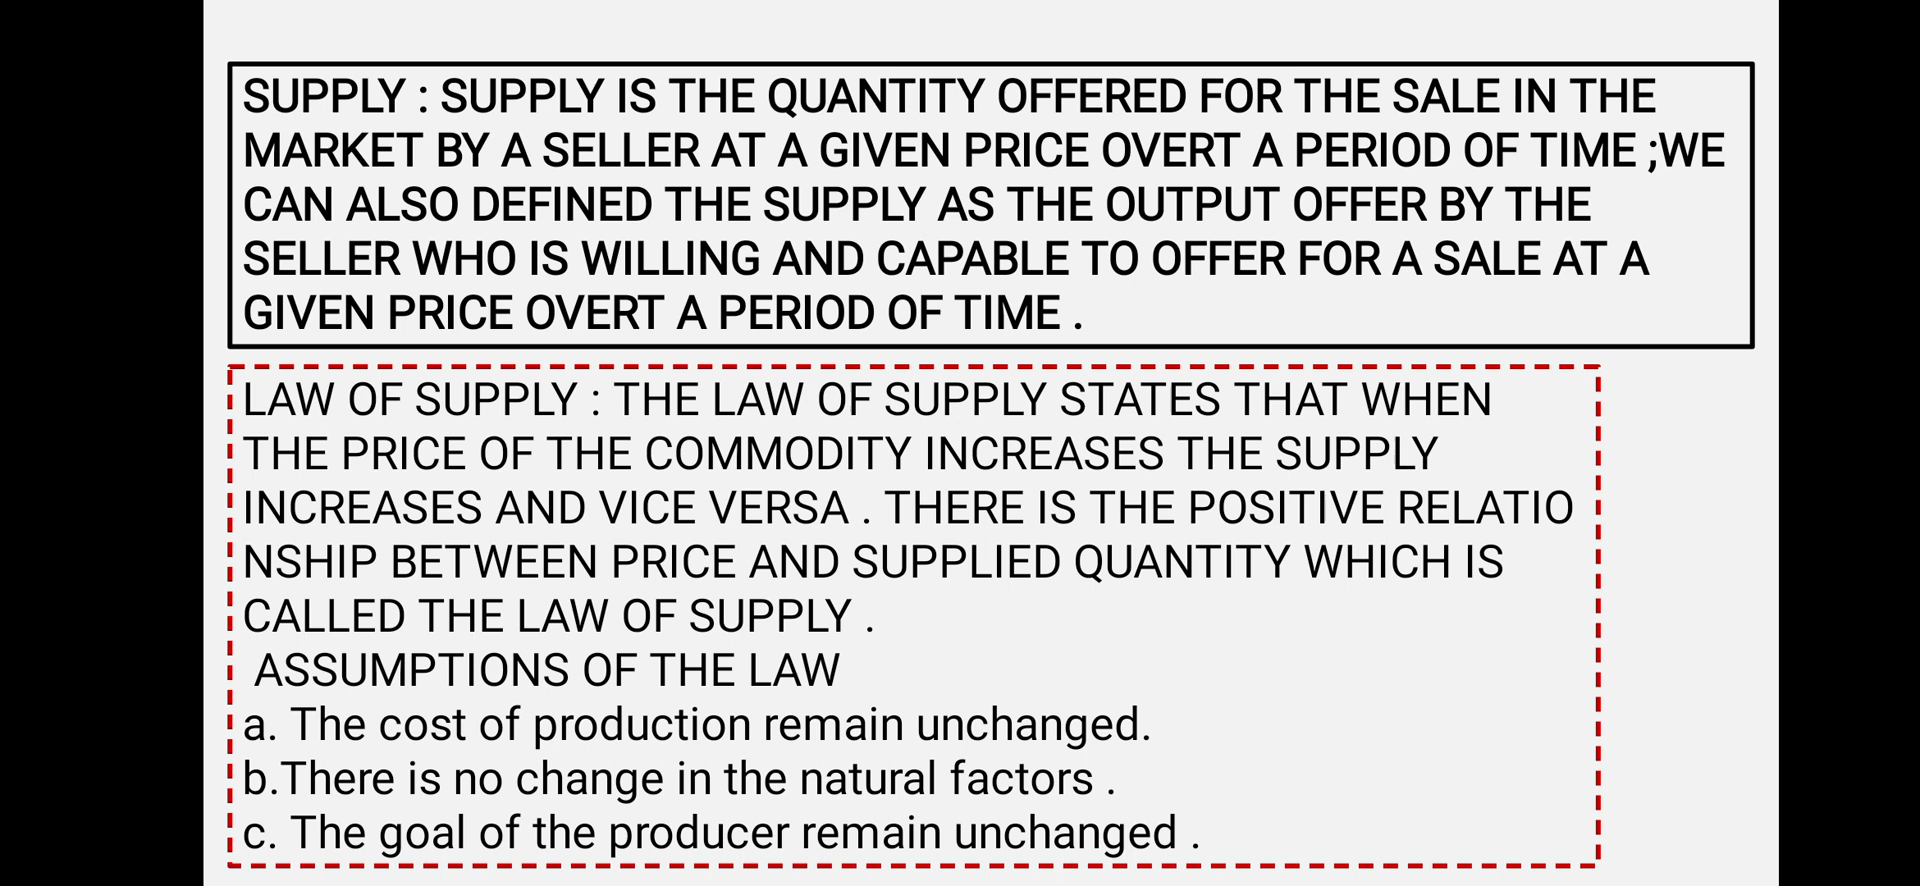 SUPPLY : SUPPLY IS THE QUANTITY OFFERED FOR THE SALE IN THE
MARKET BY A SELLER AT A GIVEN PRICE OVERT A PERIOD OF TIME ;WE
CAN ALSO DEFINED THE SUPPLY AS THE OUTPUT OFFER BY THE
SELLER WHO IS WILLING AND CAPABLE TO OFFER FOR A SALE AT A
GIVEN PRICE OVERT A PERIOD OF TIME .
LAW OF SUPPLY : THE LAW OF SUPPLY STATES THAT WHEN
THE PRICE OF THE COMMODITY INCREASES THE SUPPLY
INCREASES AND VICE VERSA . THERE IS THE POSITIVE RELATIO
NSHIP BETWEEN PRICE AND SUPPLIED QUANTITY WHICH IS
CALLED THE LAW OF SUPPLY .
ASSUMPTIONS OF THE LAW
a. The cost of production remain unchanged.
b.There is no change in the natural factors .
c. The goal of the producer remain unchanged .